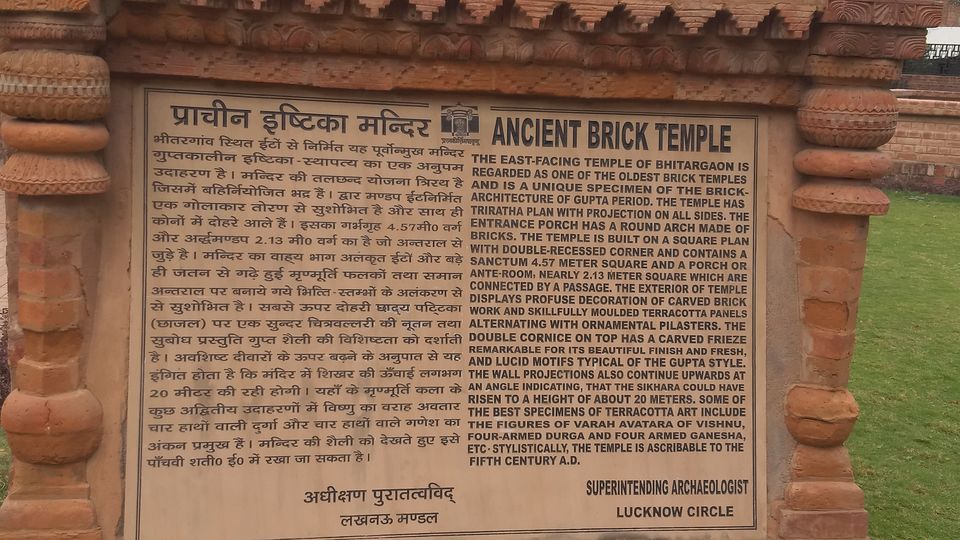 प्राचीन इष्टिका मन्दिर
भीतरगांव स्थित ईटों से निर्मित यह पूर्वोन्मुख मन्दिर
गुप्तकालीन इष्टिका-स्थापत्य का एक अनुपम
उदाहरण है। मन्दिर की तलछन्द योजना त्रिरथ है
जिसमें बहिर्नियोजित भद्र हैं। द्वार मण्डप ईटनिर्मित
एक गोलाकार तोरण से सुशोभित है और साथ ही
कोनों में दोहरे आले हैं। इसका गर्भगृह 4.57मी0 वर्ग
और अर्द्धमण्डप 2.13 मी0 वर्ग का है जो अन्तराल से
जुड़े है। मन्दिर का वाह्य भाग अलंकृत ईटों और बड़े
ही जतन से गढ़े हुई मृण्मूर्ति फलकों तथा समान
अन्तराल पर बनाये गये भित्ति-स्तम्भों के अलंकरण से
से सुशोभित है। सबसे ऊपर दोहरी छाद्य पट्टिका
(छाजल) पर एक सुन्दर चित्रवल्लरी की नूतन तथा
सुबोध प्रस्तुति गुप्त शैली की विशिष्टता को दर्शाती
है। अवशिष्ट दीवारों के ऊपर बढ़ने के अनुपात से यह
इंगित होता है कि मंदिर में शिखर की ऊँचाई लगभग
20 मीटर की रही होगी। यहाँ के मृण्मूर्ति कला के
कुछ अद्वितीय उदाहरणों में विष्णु का वराह अवतार
चार हाथों वाली दुर्गा और चार हाथों वाले गणेश का
अंकन प्रमुख हैं। मन्दिर की शैली को देखते हुए इसे
पाँचवी शती0 ई0 में रखा जा सकता है।
अधीक्षण पुरातत्वविद्
लखनऊ मण्डल
ANCIENT BRICK TEMPLE
THE EAST-FACING TEMPLE OF BHITARGAON IS
REGARDED AS ONE OF THE OLDEST BRICK TEMPLES
AND IS A UNIQUE SPECIMEN OF THE BRICK-
ARCHITECTURE OF GUPTA PERIOD. THE TEMPLE HAS
TRIRATHA PLAN WITH PROJECTION ON ALL SIDES. THE
ENTRANCE PORCH HAS A ROUND ARCH MADE OF
BRICKS. THE TEMPLE IS BUILT ON A SQUARE PLAN
WITH DOUBLE-RECESSED CORNER AND CONTAINS A
SANCTUM 4.57 METER SQUARE AND A PORCH OR
ANTE-ROOM, NEARLY 2.13 METER SQUARE WHICH ARE
CONNECTED BY A PASSAGE. THE EXTERIOR OF TEMPLE
DISPLAYS PROFUSE DECORATION OF CARVED BRICK
WORK AND SKILLFULLY MOULDED TERRACOTTA PANELS
ALTERNATING WITH ORNAMENTAL PILASTERS. THE
DOUBLE CORNICE ON TOP HAS A CARVED FRIEZE
REMARKABLE FOR ITS BEAUTIFUL FINISH AND FRESH,
AND LUCID MOTIFS TYPICAL OF THE GUPTA STYLE.
THE WALL PROJECTIONS ALSO CONTINUE UPWARDS AT
AN ANGLE INDICATING, THAT THE SIKHARA COULD HAVE
RISEN TO A HEIGHT OF ABOUT 20 METERS. SOME OF
THE BEST SPECIMENS OF TERRACOTTA ART INCLUDE
THE FIGURES OF VARAH AVATARA OF VISHNU,
FOUR-ARMED DURGA AND FOUR ARMED GANESHA,
ETC. STYLISTICALLY, THE TEMPLE IS ASCRIBABLE TO THE
FIFTH CENTURY A.D.
SUPERINTENDING ARCHAEOLOGIST
LUCKNOW CIRCLE